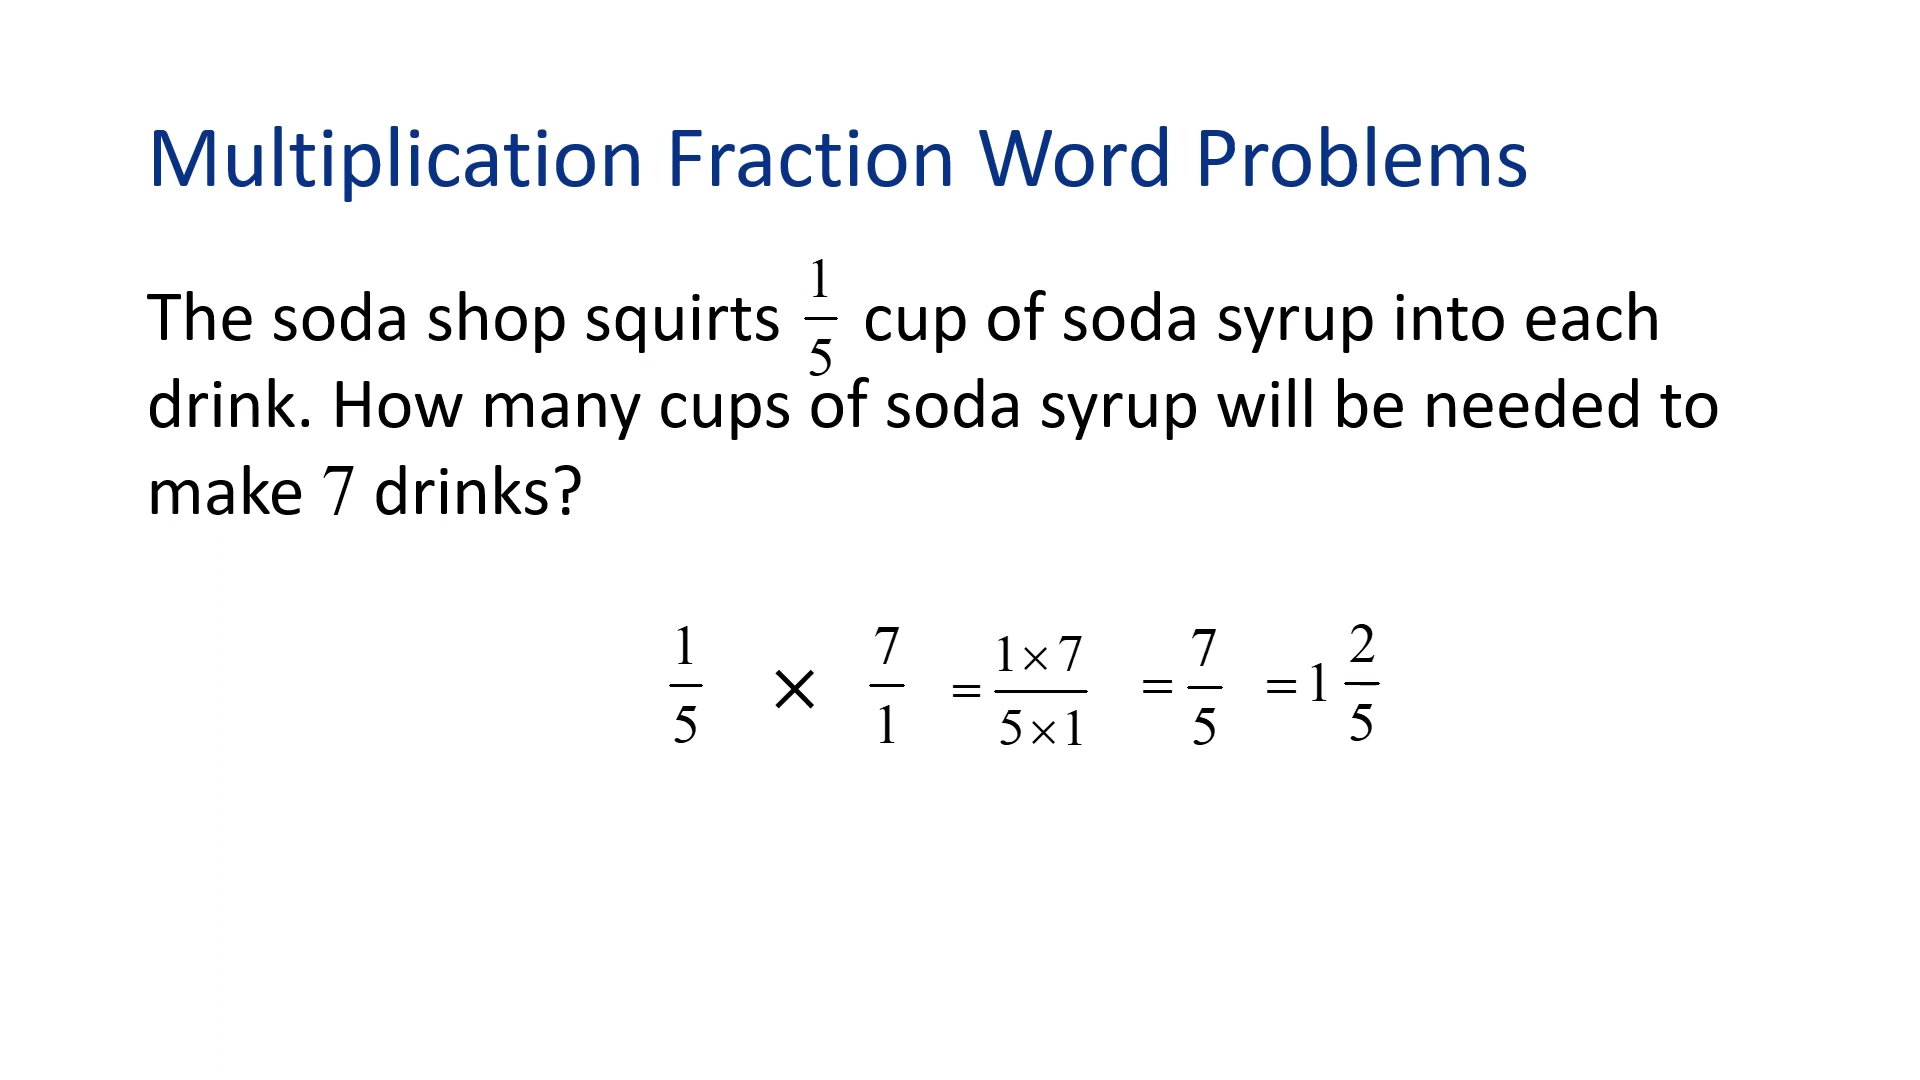 Multiplication Fraction Word Problems
The soda shop squirts 1/5 cup of soda syrup into each
drink. How many cups of soda syrup will be needed to
make 7 drinks?
1/5 × 7/1 = 1×7/5×1 = 7/5 = 1 2/5